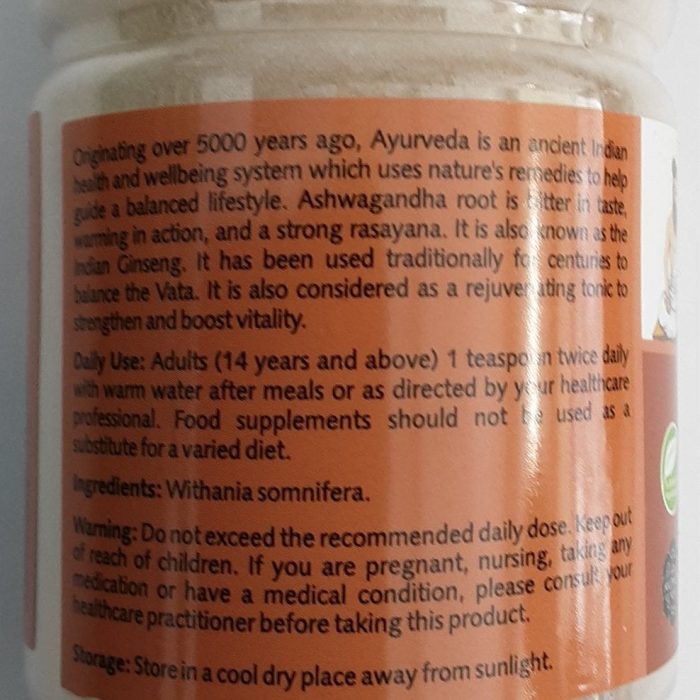 Originating over 5000 years ago, Ayurveda is an ancient Indian
health and wellbeing system which uses nature's remedies to help
guide a balanced lifestyle. Ashwagandha root is bitter in taste,
warming in action, and a strong rasayana. It is also known as the
Indian Ginseng. It has been used traditionally for centuries to
balance the Vata. It is also considered as a rejuvenating tonic to
strengthen and boost vitality.
Daily Use: Adults (14 years and above) 1 teaspoon twice daily
with warm water after meals or as directed by your healthcare
professional. Food supplements should not be used as a
substitute for a varied diet.
Ingredients: Withania somnifera.
Warning: Do not exceed the recommended daily dose. Keep out
of reach of children. If you are pregnant, nursing, taking any
medication or have a medical condition, please consult your
healthcare practitioner before taking this product.
Storage: Store in a cool dry place away from sunlight.